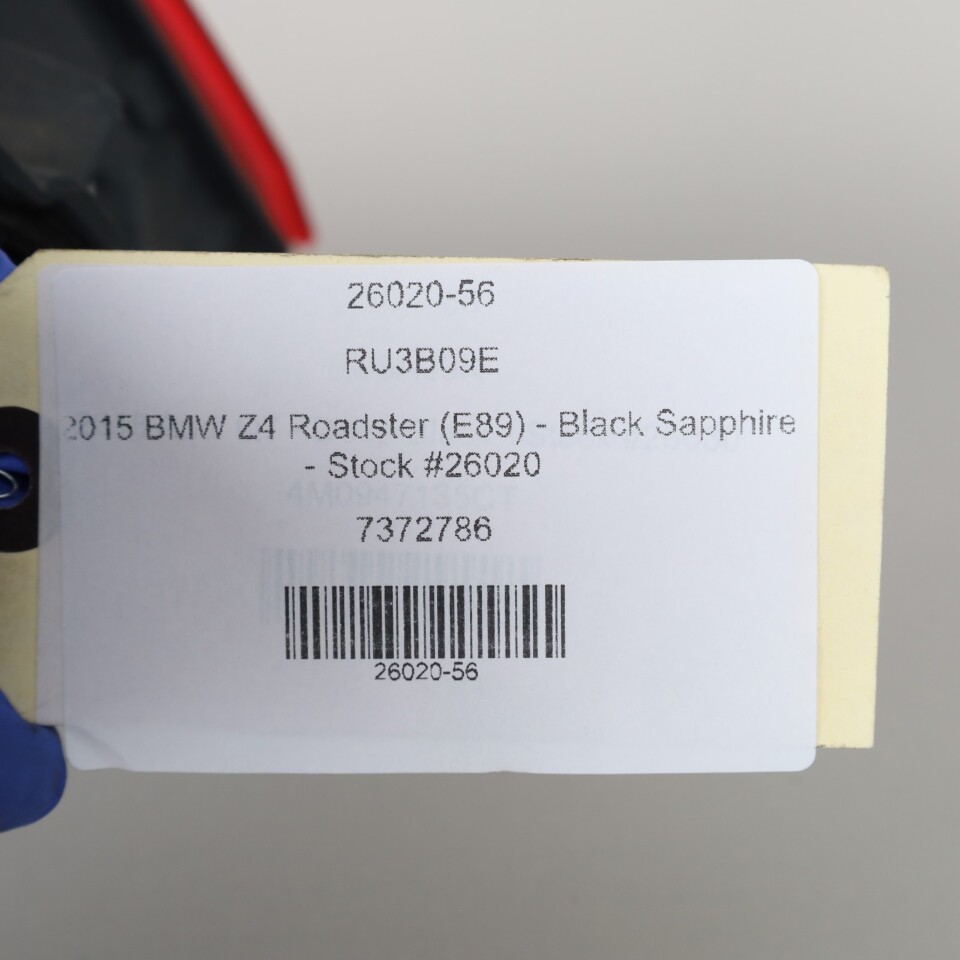 26020-56
RU3B09E
2015 BMW Z4 Roadster (E89) - Black Sapphire
- Stock #26020
7372786
26020-56